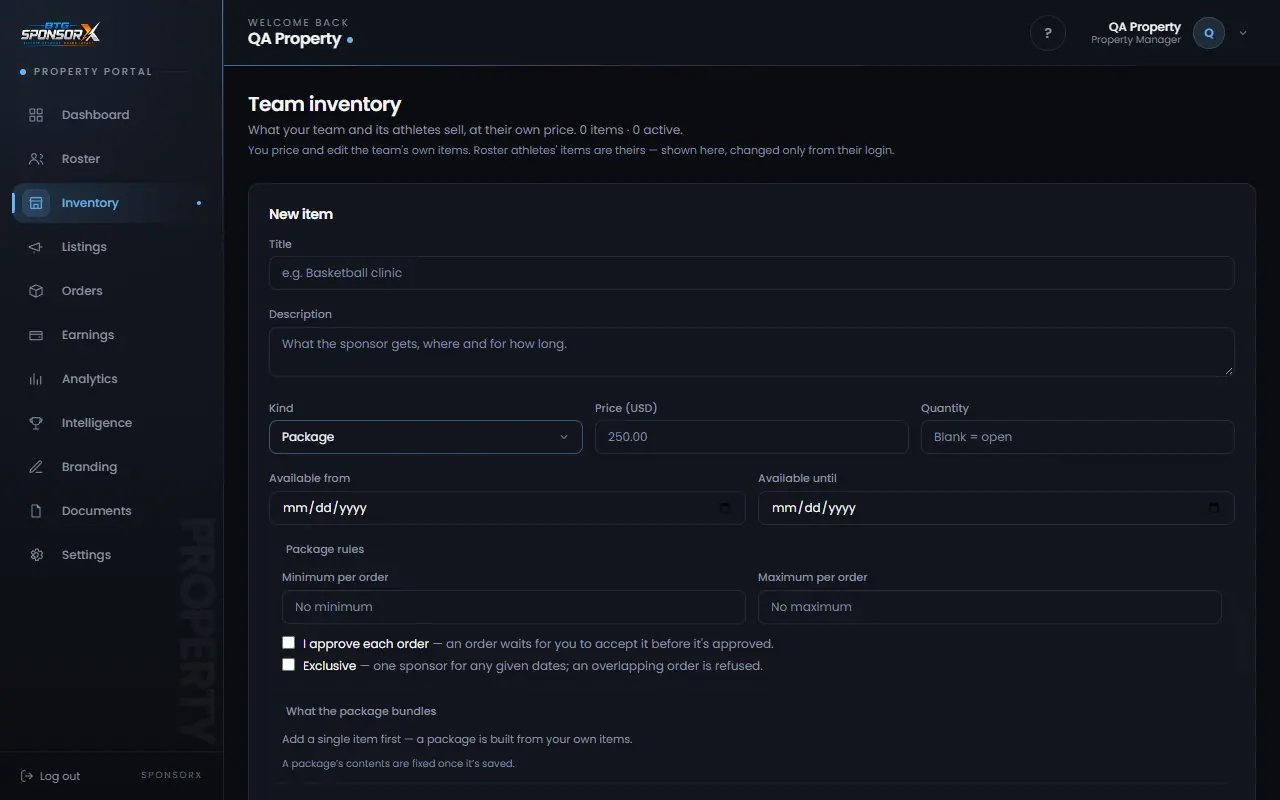 BTG
SPONSORX
PROPERTY PORTAL
Dashboard
Roster
Inventory
Listings
Orders
Earnings
Analytics
Intelligence
Branding
Documents
Settings
PROPERTY
Log out
SPONSORX
WELCOME BACK
QA Property
?
QA Property
Property Manager
Q
Team inventory
What your team and its athletes sell, at their own price. 0 items · 0 active.
You price and edit the team's own items. Roster athletes' items are theirs — shown here, changed only from their login.
New item
Title
e.g. Basketball clinic
Description
What the sponsor gets, where and for how long.
Kind
Price (USD)
Quantity
Package
250.00
Blank = open
Available from
Available until
mm/dd/yyyy
mm/dd/yyyy
Package rules
Minimum per order
Maximum per order
No minimum
No maximum
I approve each order — an order waits for you to accept it before it's approved.
Exclusive — one sponsor for any given dates; an overlapping order is refused.
What the package bundles
Add a single item first — a package is built from your own items.
A package's contents are fixed once it's saved.